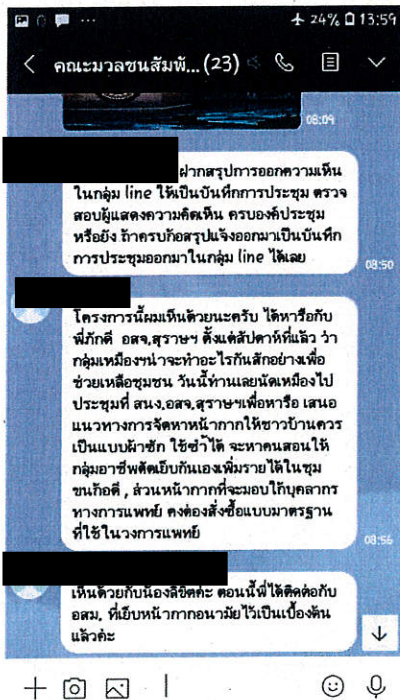 24% 13:59
คณะมวลชนสัมพั...(23)
08:09
ฝากสรุปการออกความเห็น
ในกลุ่ม line ให้เป็นบันทึกการประชุม ตรวจ
สอบผู้แสดงความคิดเห็น ครบองค์ประชุม
หรือยัง ถ้าครบก้อสรุปแจ้งออกมาเป็นบันทึก
การประชุมออกมาในกลุ่ม line ได้เลย
08:50
โครงการนี้ผมเห็นด้วยนะครับ ได้หารือกับ
พี่ภักดี อสจ.สุราษฯ ตั้งแต่สัปดาห์ที่แล้ว ว่า
กลุ่มเหมืองฯน่าจะทำอะไรกันสักอย่างเพื่อ
ช่วยเหลือชุมชน วันนี้ท่านเลยนัดเหมืองไป
ประชุมที่ สนง.อสจ.สุราษฯเพื่อหารือ เสนอ
แนวทางการจัดหาหน้ากากให้ชาวบ้านควร
เป็นแบบผ้าซัก ใช้ซ้ำได้ จะหาคนสอนให้
กลุ่มอาชีพตัดเย็บกันเองเพิ่มรายได้ในชุม
ชนก้อดี , ส่วนหน้ากากที่จะมอบให้บุคลากร
ทางการแพทย์ คงต้องสั่งซื้อแบบมาตรฐาน
ที่ใช้ในวงการแพทย์
08:56
เห็นด้วยกับน้องลิขิตค่ะ ตอนนี้พี่ได้ติดต่อกับ
อสม. ที่เย็บหน้ากากอนามัยไว้เป็นเบื้องต้น
แล้วค่ะ